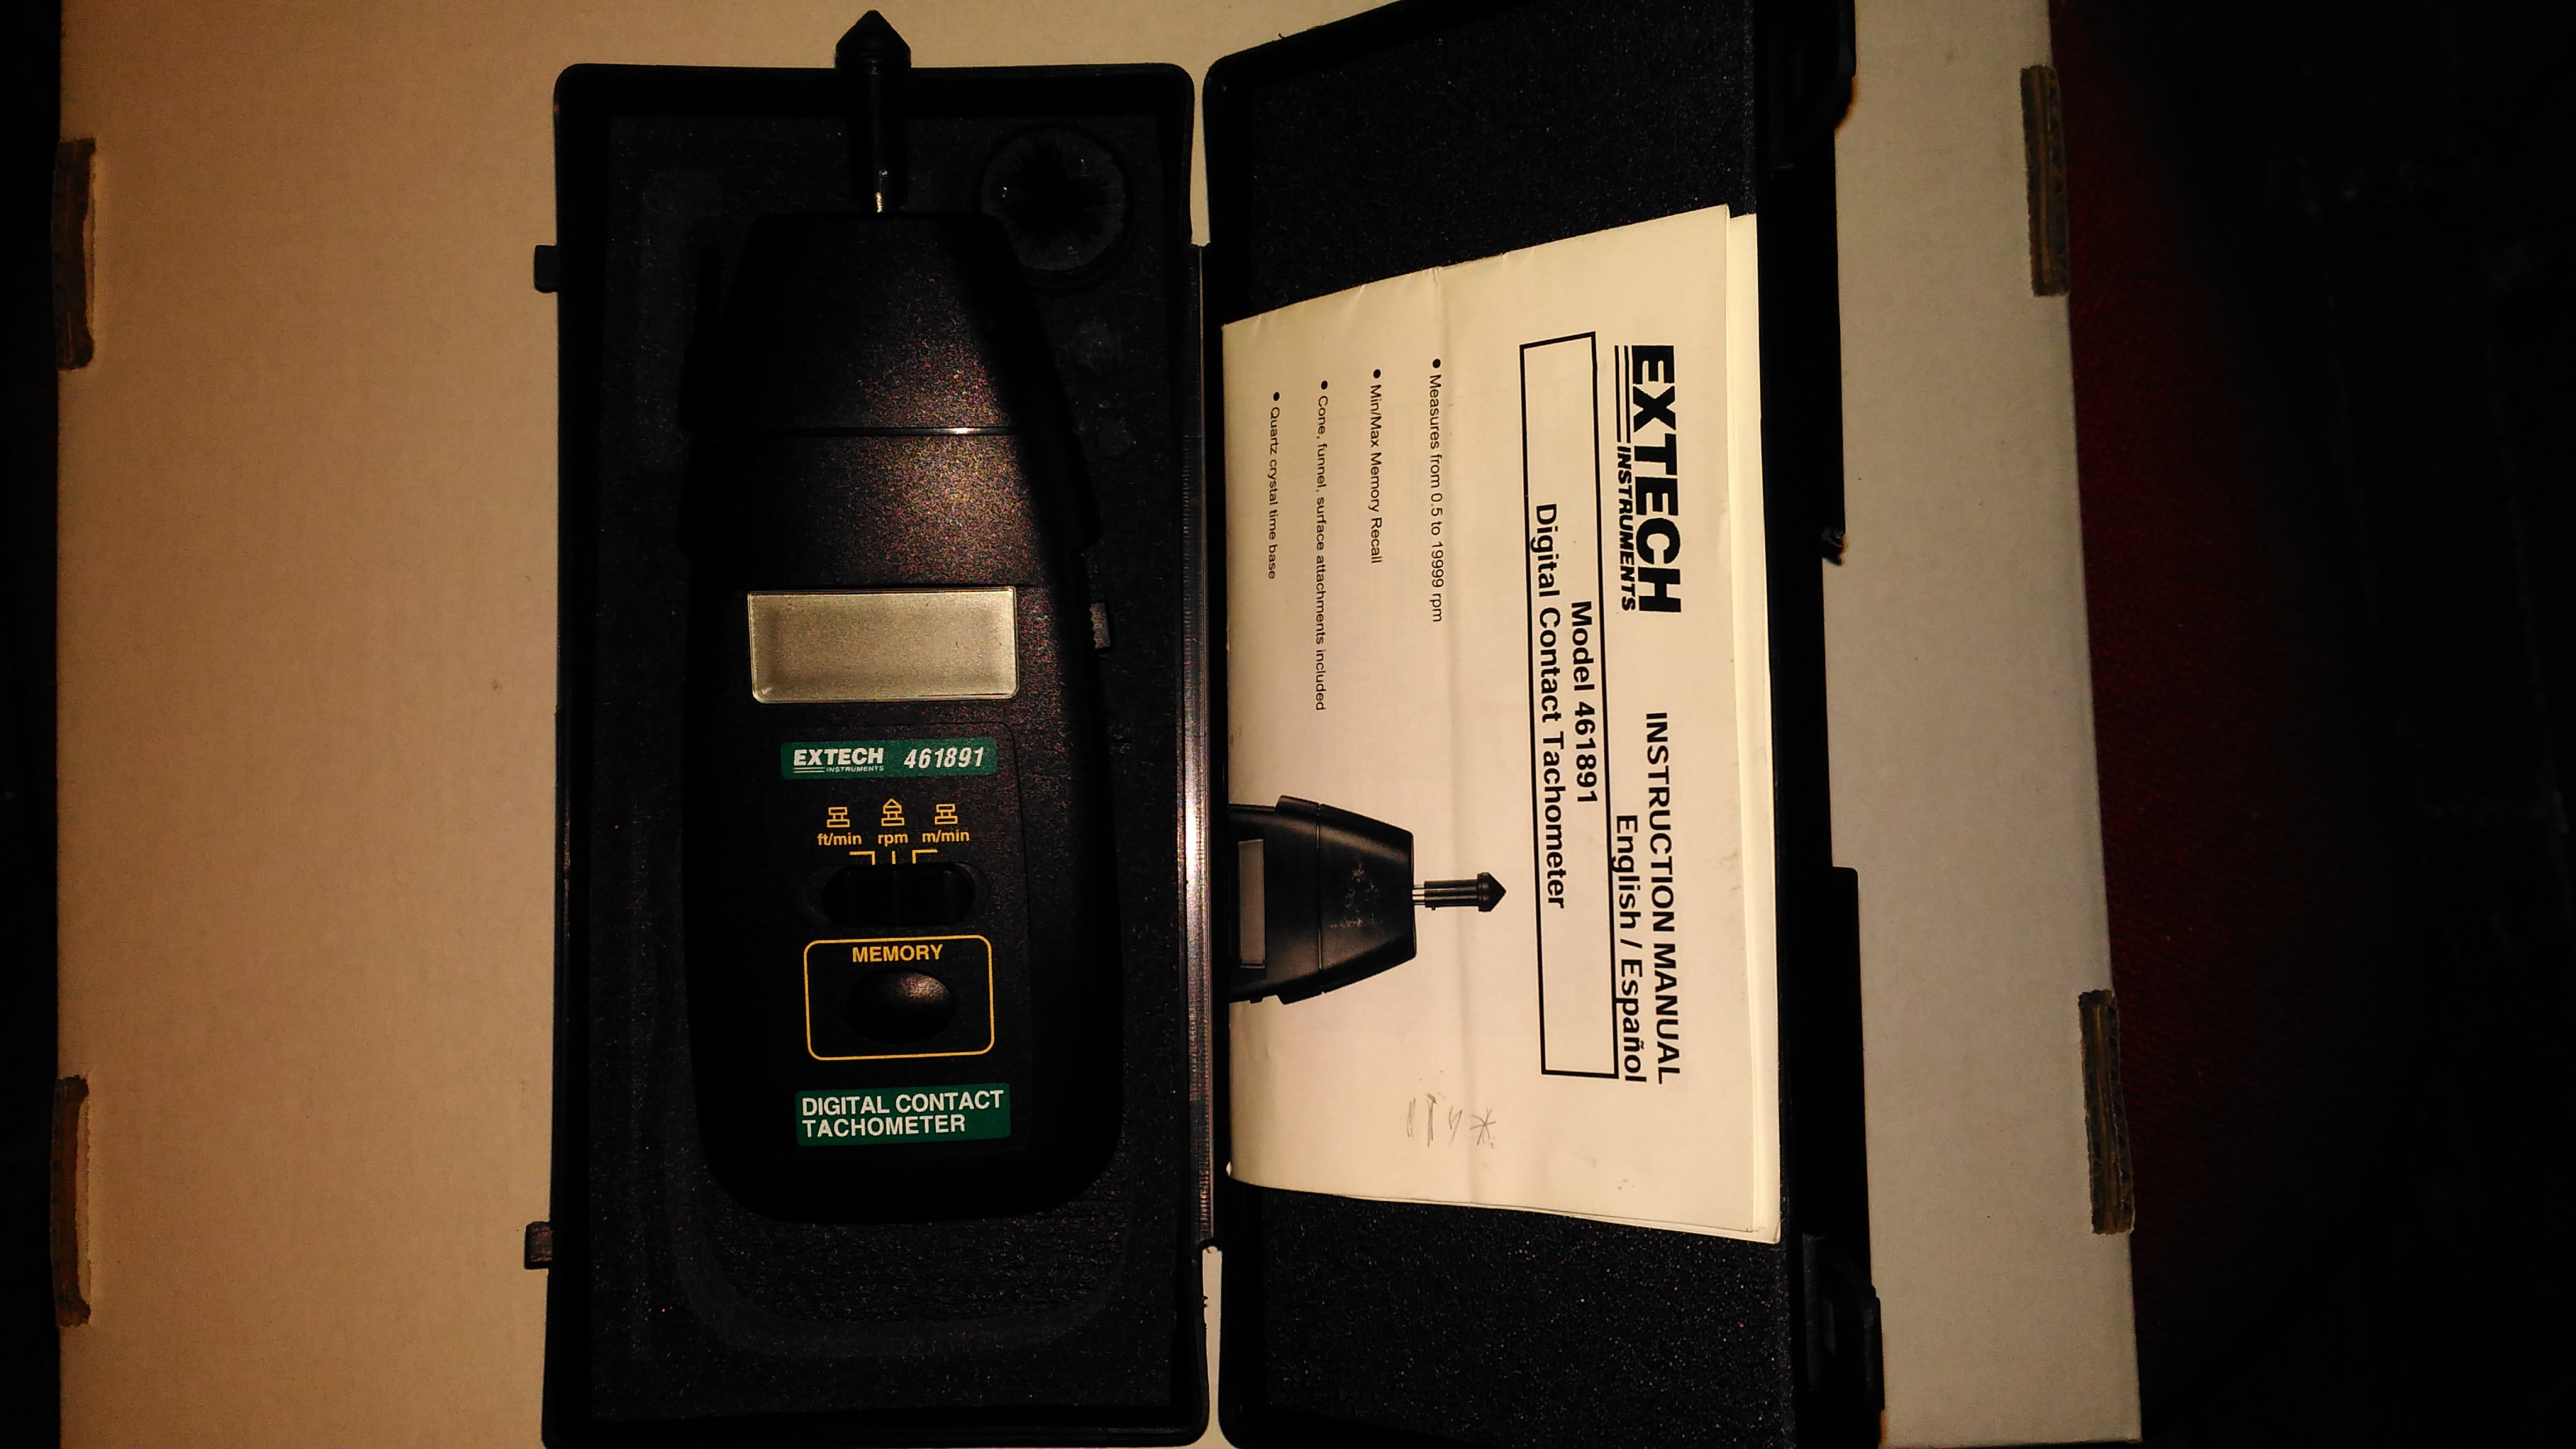 EXTECH 461891
INSTRUMENTS
ft/min rpm m/min
MEMORY
DIGITAL CONTACT
TACHOMETER
EXTECH
INSTRUMENTS
INSTRUCTION MANUAL
English / Español
Model 461891
Digital Contact Tachometer
● Measures from 0.5 to 19999 rpm
● Min/Max Memory Recall
● Cone, funnel, surface attachments included
● Quartz crystal time base